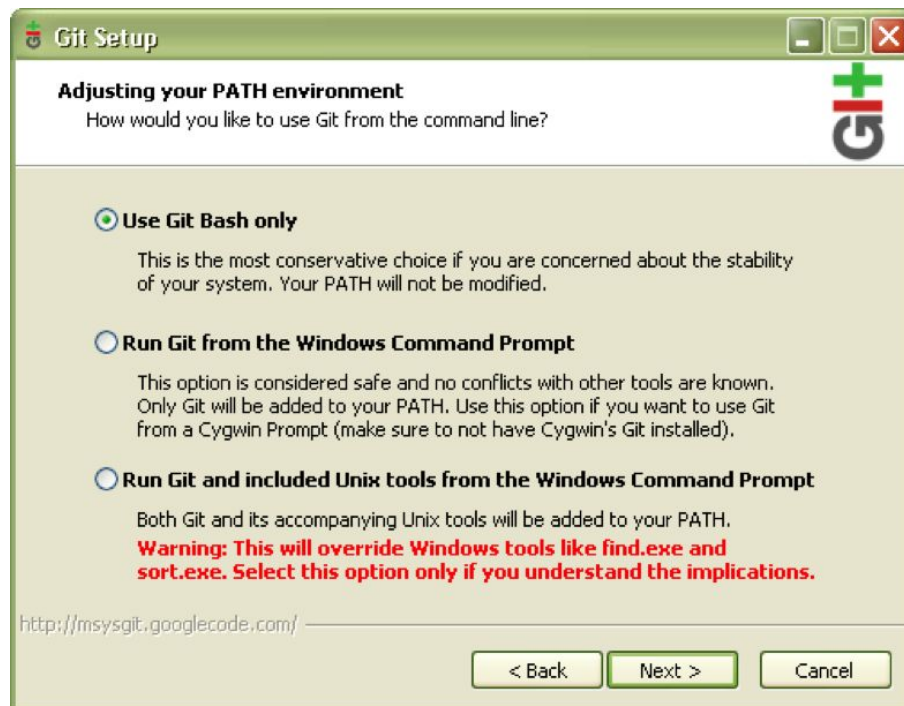 Git Setup
Adjusting your PATH environment
How would you like to use Git from the command line?
GIt
Use Git Bash only
This is the most conservative choice if you are concerned about the stability
of your system. Your PATH will not be modified.
Run Git from the Windows Command Prompt
This option is considered safe and no conflicts with other tools are known.
Only Git will be added to your PATH. Use this option if you want to use Git
from a Cygwin Prompt (make sure to not have Cygwin's Git installed).
Run Git and included Unix tools from the Windows Command Prompt
Both Git and its accompanying Unix tools will be added to your PATH.
Warning: This will override Windows tools like find.exe and
sort.exe. Select this option only if you understand the implications.
http://msysgit.googlecode.com/
< Back
Next >
Cancel